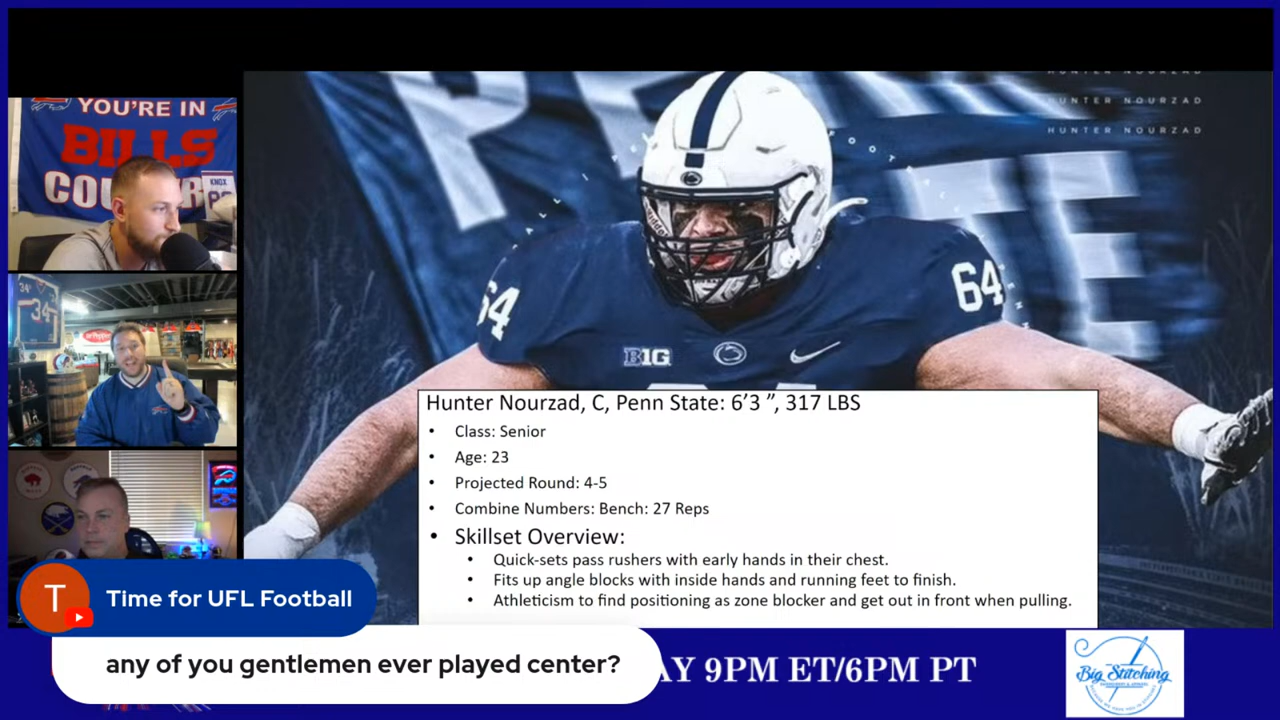 HUNTER NOURZAD
HUNTER NOURZAD
YOU'RE IN
BILLS
KNOX
34
34
64
64
B1G
Hunter Nourzad, C, Penn State: 6'3 ”, 317 LBS
• Class: Senior
• Age: 23
• Projected Round: 4-5
• Combine Numbers: Bench: 27 Reps
• Skillset Overview:
• Quick-sets pass rushers with early hands in their chest.
• Fits up angle blocks with inside hands and running feet to finish.
• Athleticism to find positioning as zone blocker and get out in front when pulling.
T
Time for UFL Football
any of you gentlemen ever played center?
AY 9PM ET/6PM PT
Big Stitching